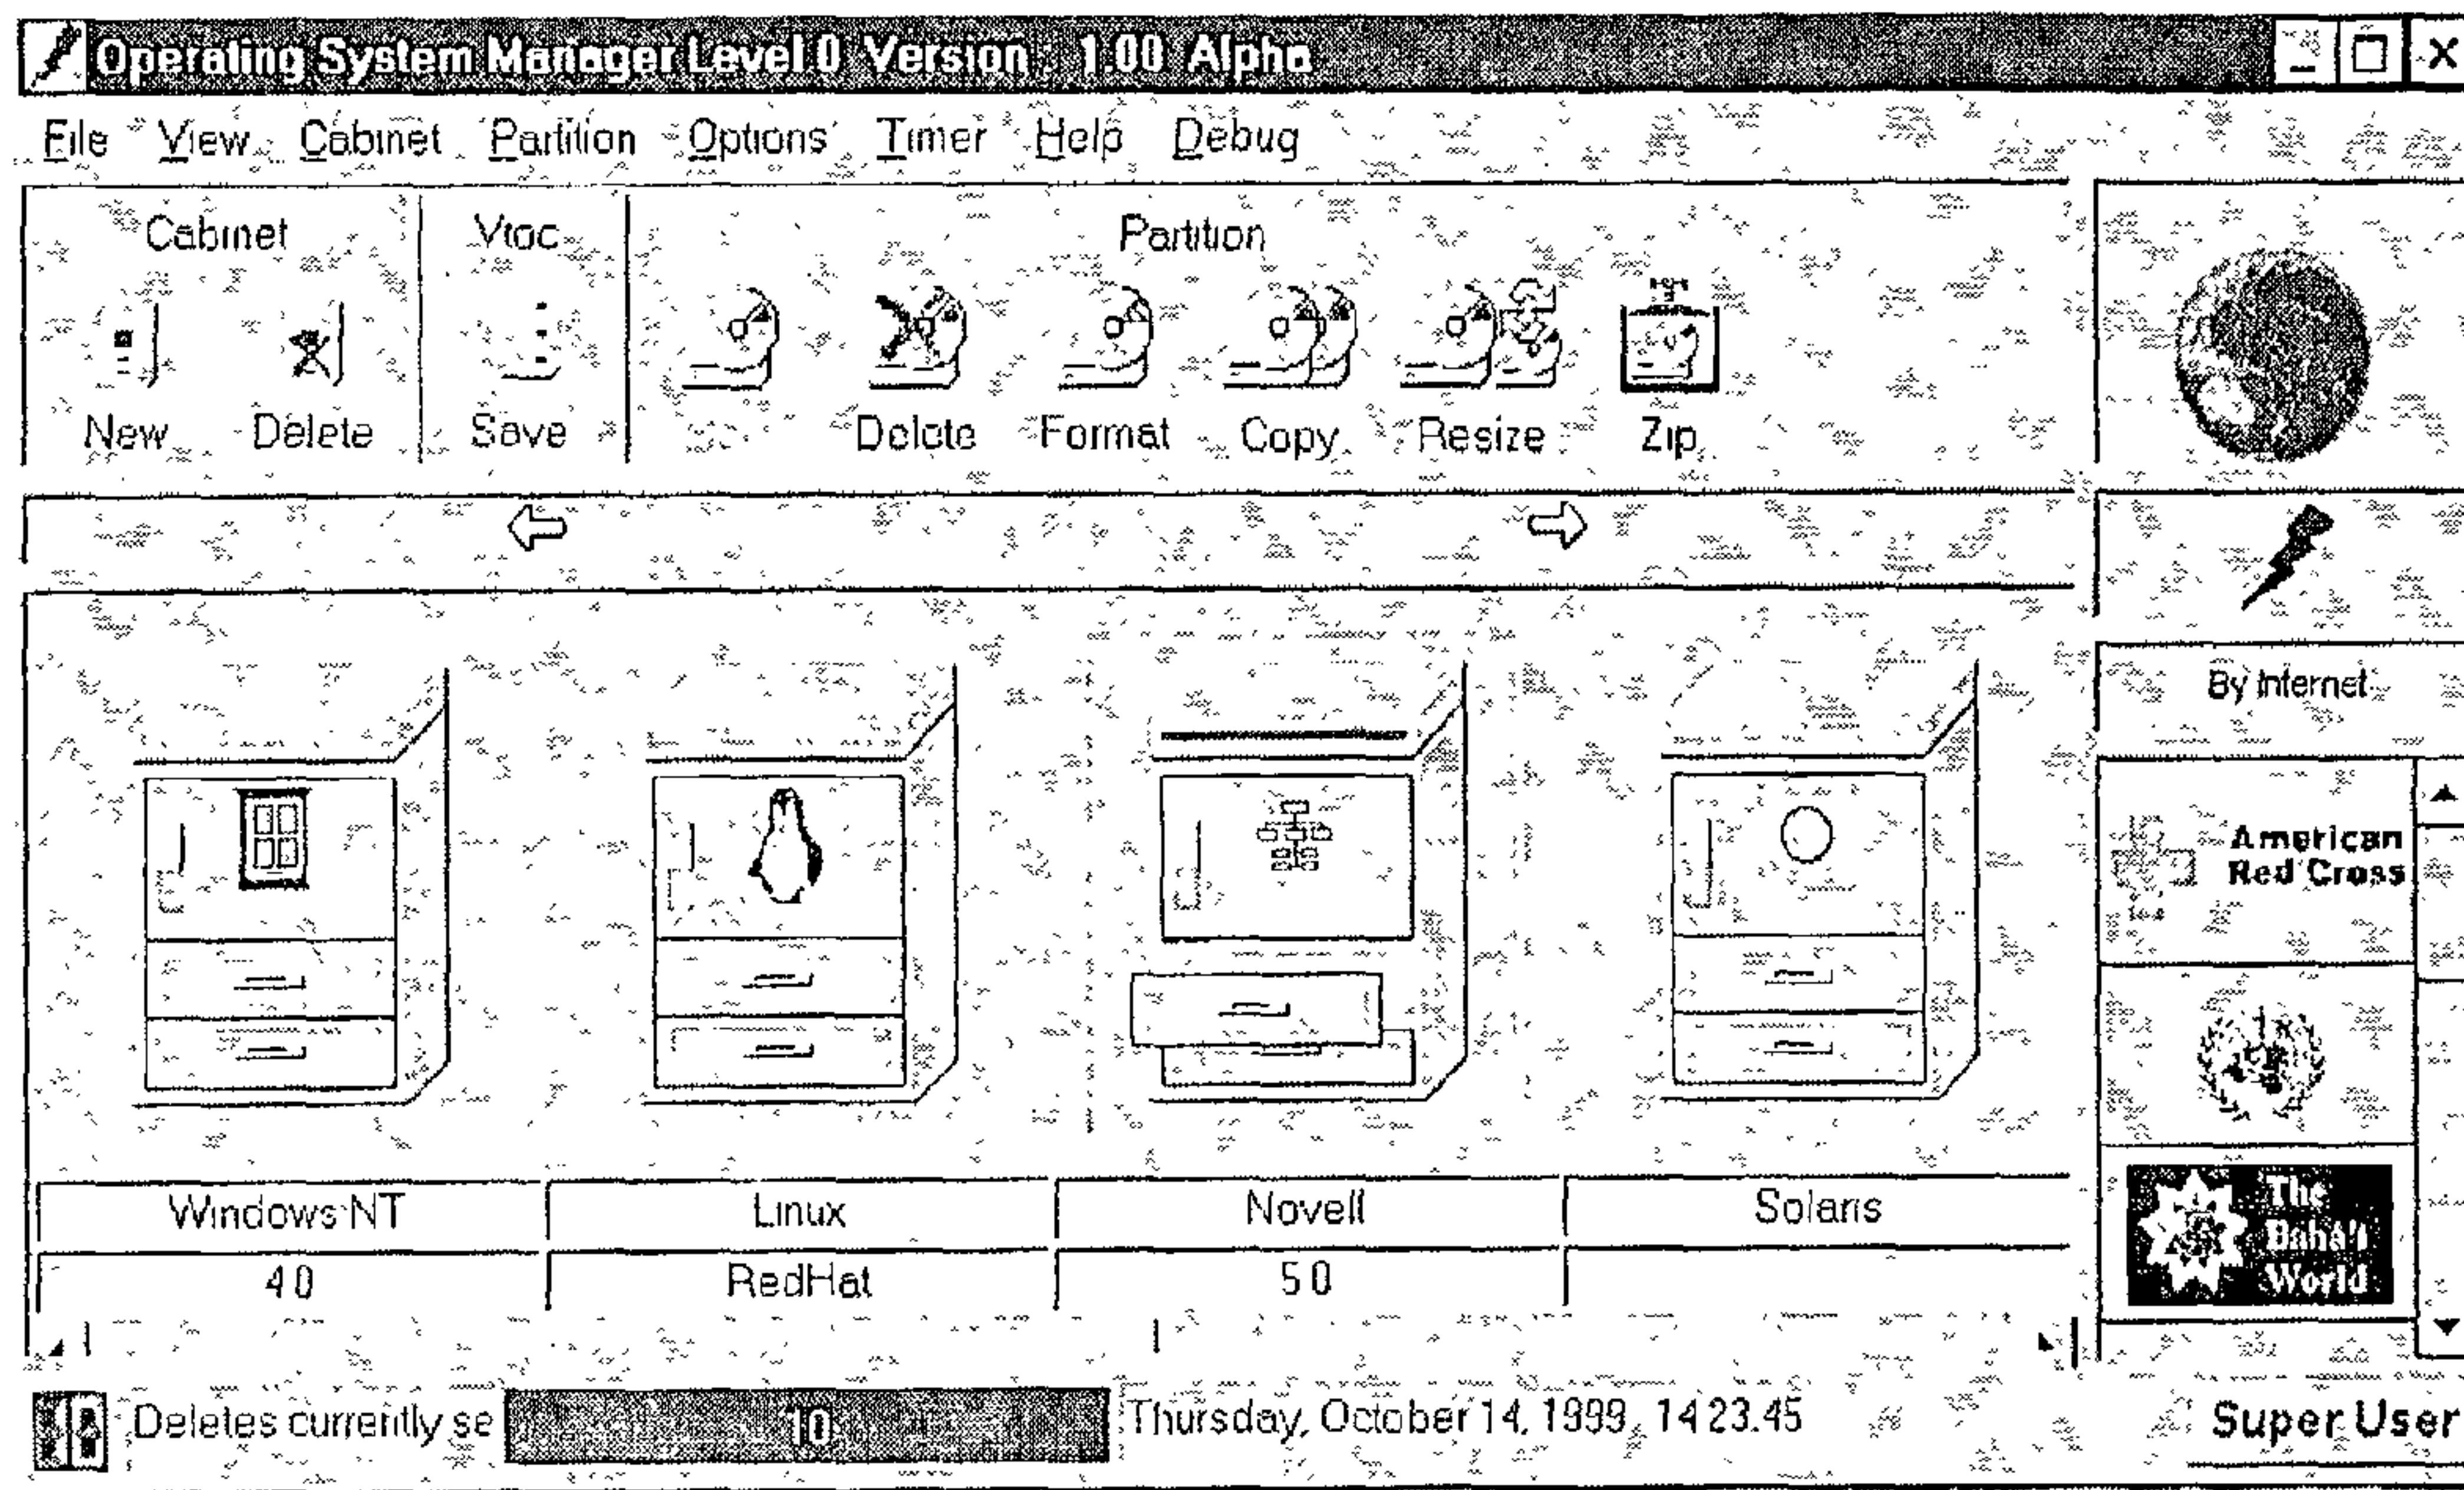 Operating System Manager Level 0 Version: 1.00 Alpha
File View Cabinet Partition Options Timer Help Debug
Cabinet Vtoc Partition
New Delete Save Delete Format Copy Resize Zip
By Internet
American
Red Cross
The
Baha'i
World
Windows NT Linux Novell Solaris
4 0 RedHat 5 0
Deletes currently se 10 Thursday, October 14, 1999, 14 23.45 Super User